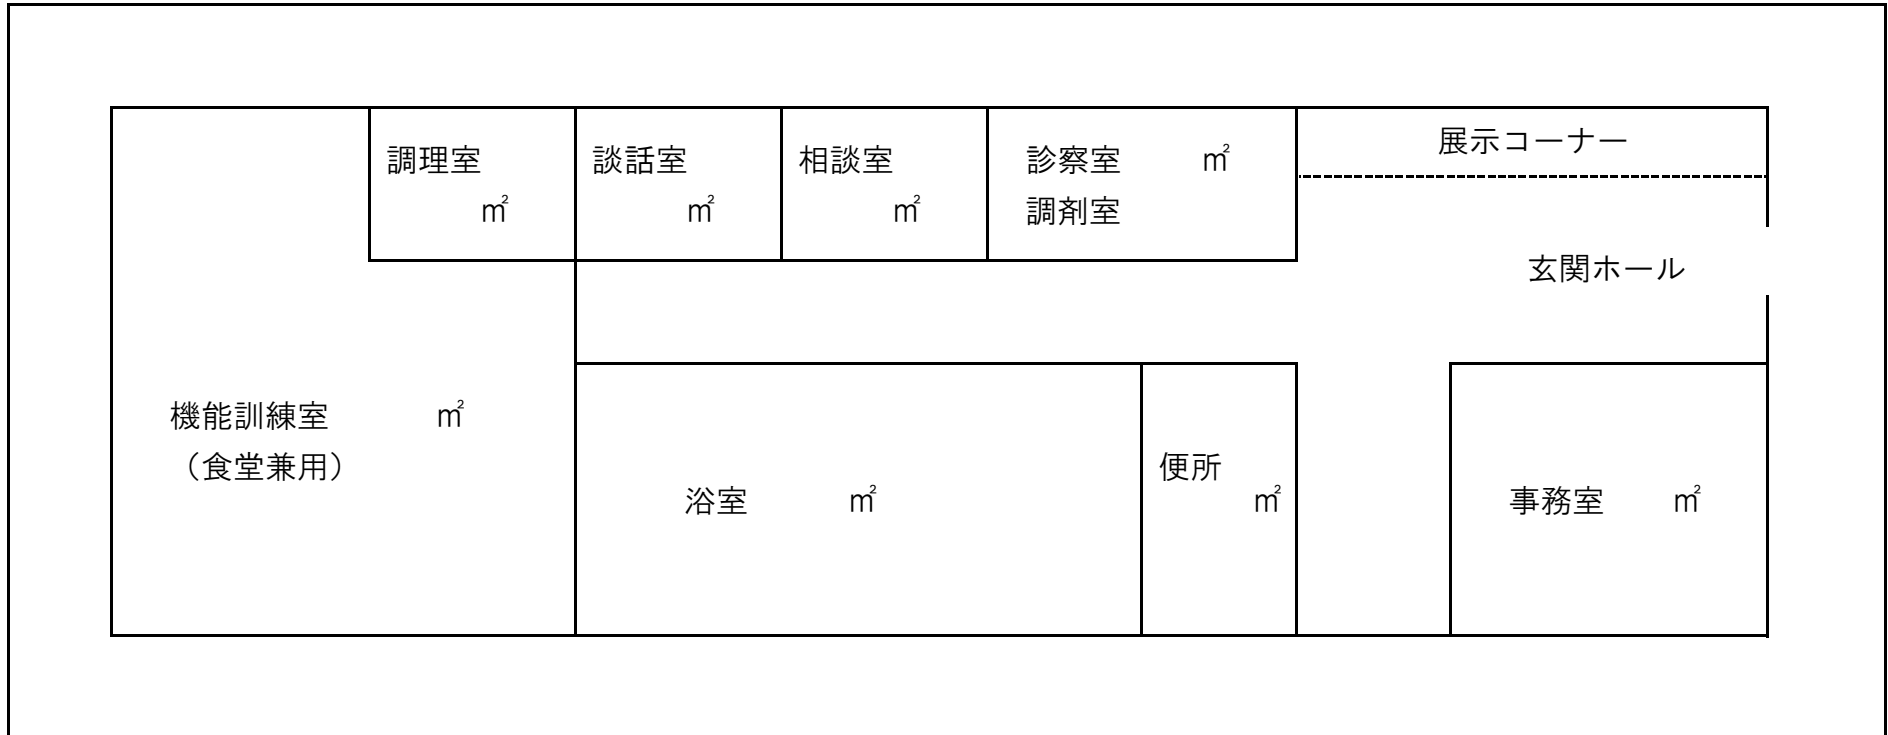 調理室
㎡
談話室
㎡
相談室
㎡
診察室　　㎡
調剤室
展示コーナー
玄関ホール
機能訓練室　　㎡
（食堂兼用）
浴室　　㎡
便所
㎡
事務室　　㎡